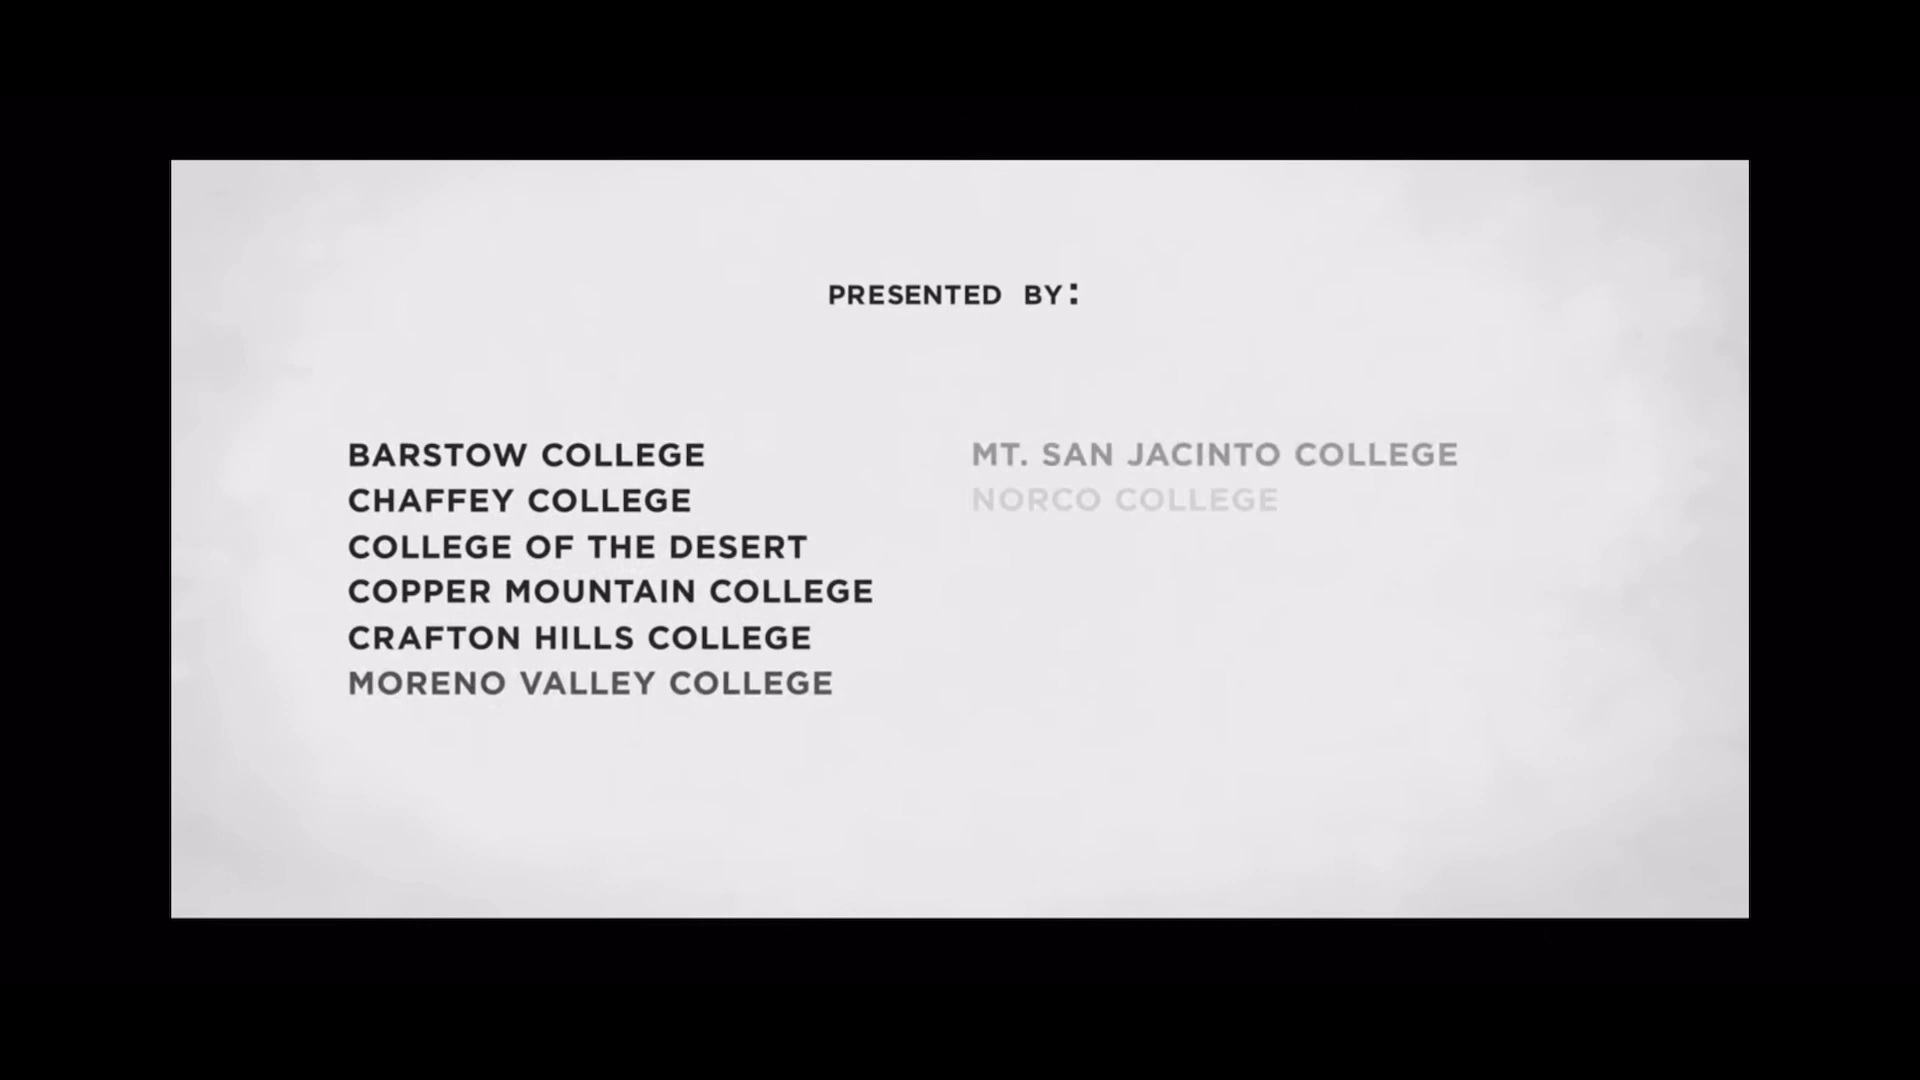 PRESENTED BY:
BARSTOW COLLEGE
CHAFFEY COLLEGE
COLLEGE OF THE DESERT
COPPER MOUNTAIN COLLEGE
CRAFTON HILLS COLLEGE
MORENO VALLEY COLLEGE
MT. SAN JACINTO COLLEGE
NORCO COLLEGE